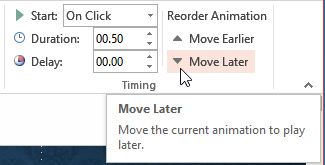 Start: On Click Reorder Animation
Duration: 00.50 Move Earlier
Delay: 00.00 Move Later
Timing
Move Later
Move the current animation to play
later.